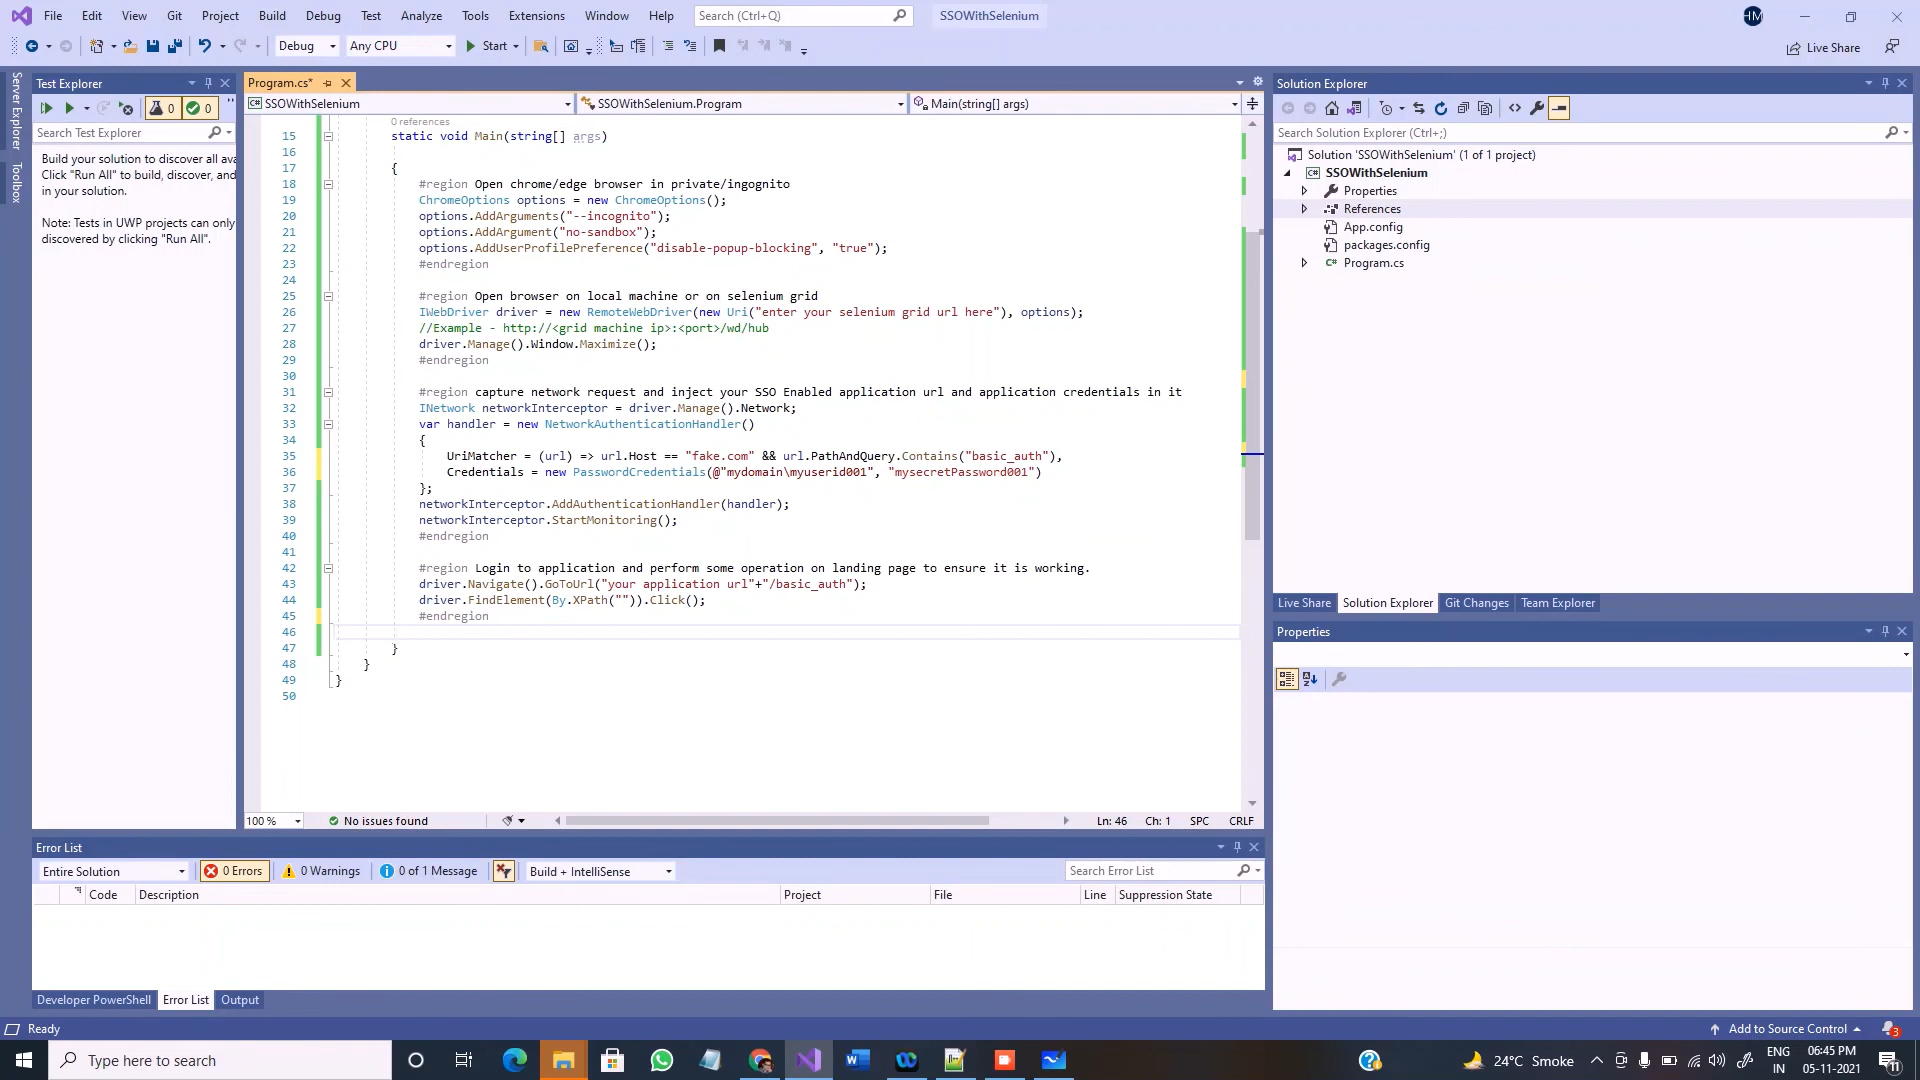 File Edit View Git Project Build Debug Test Analyze Tools Extensions Window Help Search (Ctrl+Q) SSOWithSelenium HM
Debug Any CPU Start Live Share
Server Explorer
Toolbox
Test Explorer
0 0
Search Test Explorer
Build your solution to discover all ava
Click "Run All" to build, discover, and
in your solution.
Note: Tests in UWP projects can only
discovered by clicking "Run All".
Program.cs*
SSOWithSelenium SSOWithSelenium.Program Main(string[] args)
0 references
15 static void Main(string[] args)
16
17 {
18 #region Open chrome/edge browser in private/ingognito
19 ChromeOptions options = new ChromeOptions();
20 options.AddArguments("--incognito");
21 options.AddArgument("no-sandbox");
22 options.AddUserProfilePreference("disable-popup-blocking", "true");
23 #endregion
24
25 #region Open browser on local machine or on selenium grid
26 IWebDriver driver = new RemoteWebDriver(new Uri("enter your selenium grid url here"), options);
27 //Example - http://<grid machine ip>:<port>/wd/hub
28 driver.Manage().Window.Maximize();
29 #endregion
30
31 #region capture network request and inject your SSO Enabled application url and application credentials in it
32 INetwork networkInterceptor = driver.Manage().Network;
33 var handler = new NetworkAuthenticationHandler()
34 {
35 UriMatcher = (url) => url.Host == "fake.com" && url.PathAndQuery.Contains("basic_auth"),
36 Credentials = new PasswordCredentials(@"mydomain\myuserid001", "mysecretPassword001")
37 };
38 networkInterceptor.AddAuthenticationHandler(handler);
39 networkInterceptor.StartMonitoring();
40 #endregion
41
42 #region Login to application and perform some operation on landing page to ensure it is working.
43 driver.Navigate().GoToUrl("your application url"+"/basic_auth");
44 driver.FindElement(By.XPath("")).Click();
45 #endregion
46
47 }
48 }
49 }
50
100 % No issues found Ln: 46 Ch: 1 SPC CRLF
Solution Explorer
Search Solution Explorer (Ctrl+;)
Solution 'SSOWithSelenium' (1 of 1 project)
SSOWithSelenium
Properties
References
App.config
packages.config
Program.cs
Live Share Solution Explorer Git Changes Team Explorer
Properties
Error List
Entire Solution 0 Errors 0 Warnings 0 of 1 Message Build + IntelliSense Search Error List
Code Description Project File Line Suppression State
Developer PowerShell Error List Output
Ready Add to Source Control 3
Type here to search 24°C Smoke ENG IN 06:45 PM 05-11-2021 11